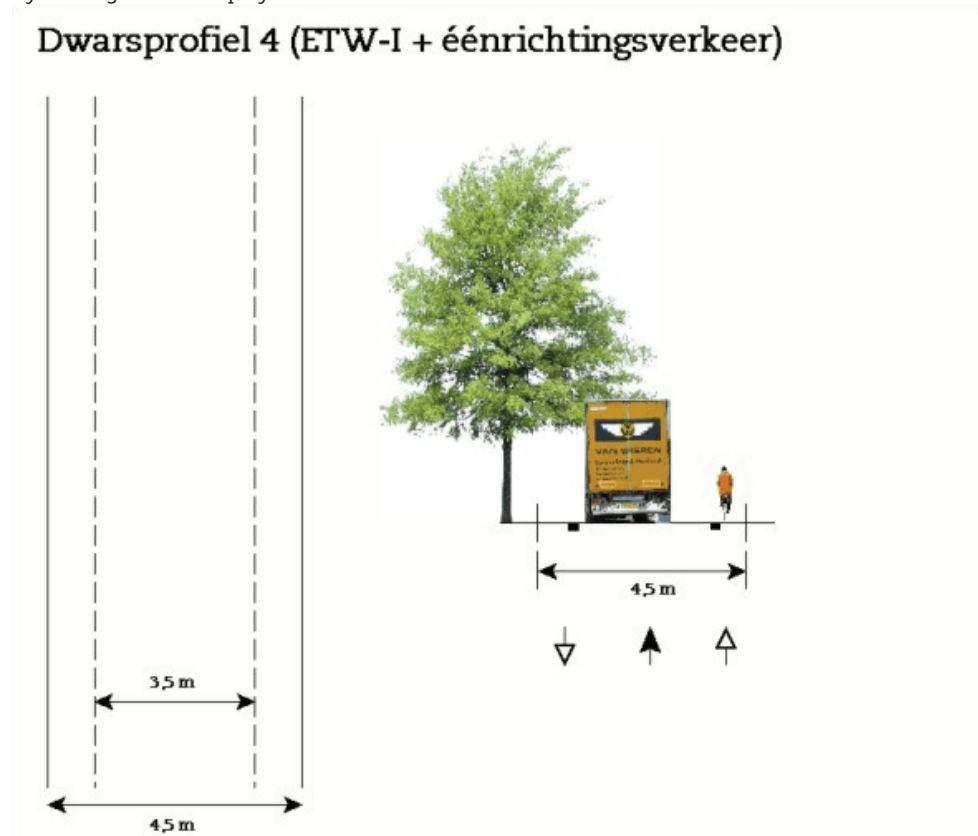 Dwarsprofiel 4 (ETW-I + éénrichtingsverkeer)
VAN WIEREN
4,5 m
3,5 m
4,5 m